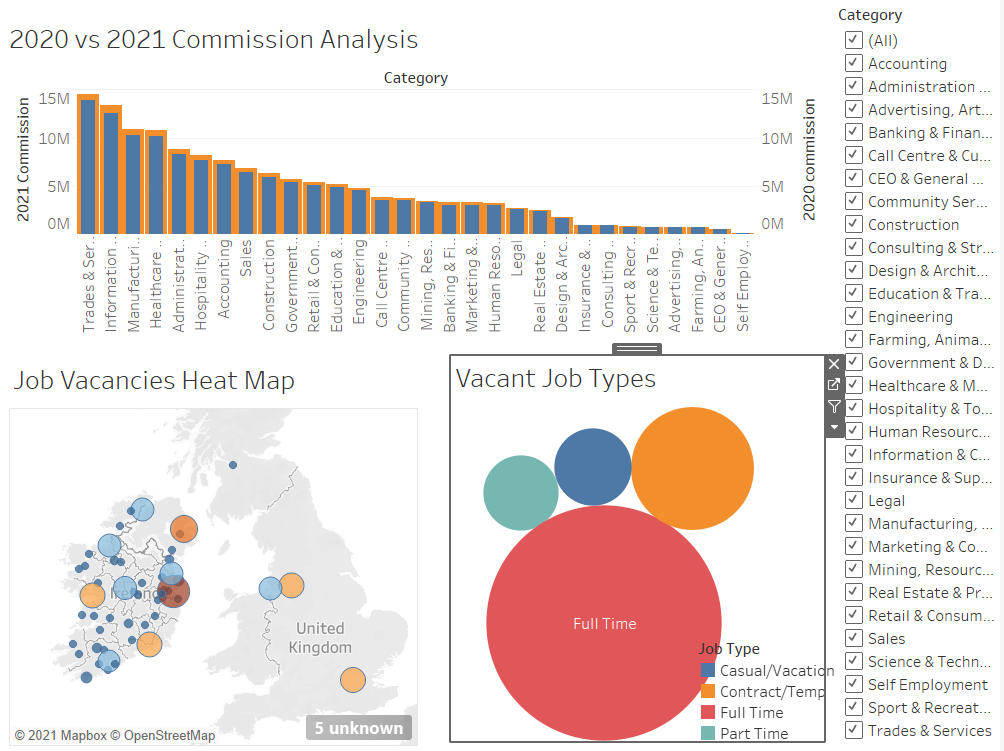 2020 vs 2021 Commission Analysis
Category
15M
10M
5M
0M
2021 Commission
15M
10M
5M
0M
2020 commission
Trades & Ser..
Information ..
Manufacturi..
Healthcare ..
Administrat..
Hospitality ..
Accounting
Sales
Construction
Government..
Retail & Con..
Education & ..
Engineering
Call Centre ..
Community ..
Mining, Res..
Banking & Fi..
Marketing &..
Human Reso..
Legal
Real Estate ..
Design & Arc..
Insurance & ..
Consulting ..
Sport & Recr..
Science & Te..
Advertising,..
Farming, An..
CEO & Gener..
Self Employ..
Job Vacancies Heat Map
Ireland
United
Kingdom
5 unknown
© 2021 Mapbox © OpenStreetMap
Vacant Job Types
Full Time
Job Type
Casual/Vacation
Contract/Temp
Full Time
Part Time
Category
(All)
Accounting
Administration ...
Advertising, Art...
Banking & Finan...
Call Centre & Cu...
CEO & General ...
Community Ser...
Construction
Consulting & Str...
Design & Archit...
Education & Tra...
Engineering
Farming, Anima...
Government & D...
Healthcare & M...
Hospitality & To...
Human Resourc...
Information & C...
Insurance & Sup...
Legal
Manufacturing, ...
Marketing & Co...
Mining, Resourc...
Real Estate & Pr...
Retail & Consum...
Sales
Science & Techn...
Self Employment
Sport & Recreat...
Trades & Services